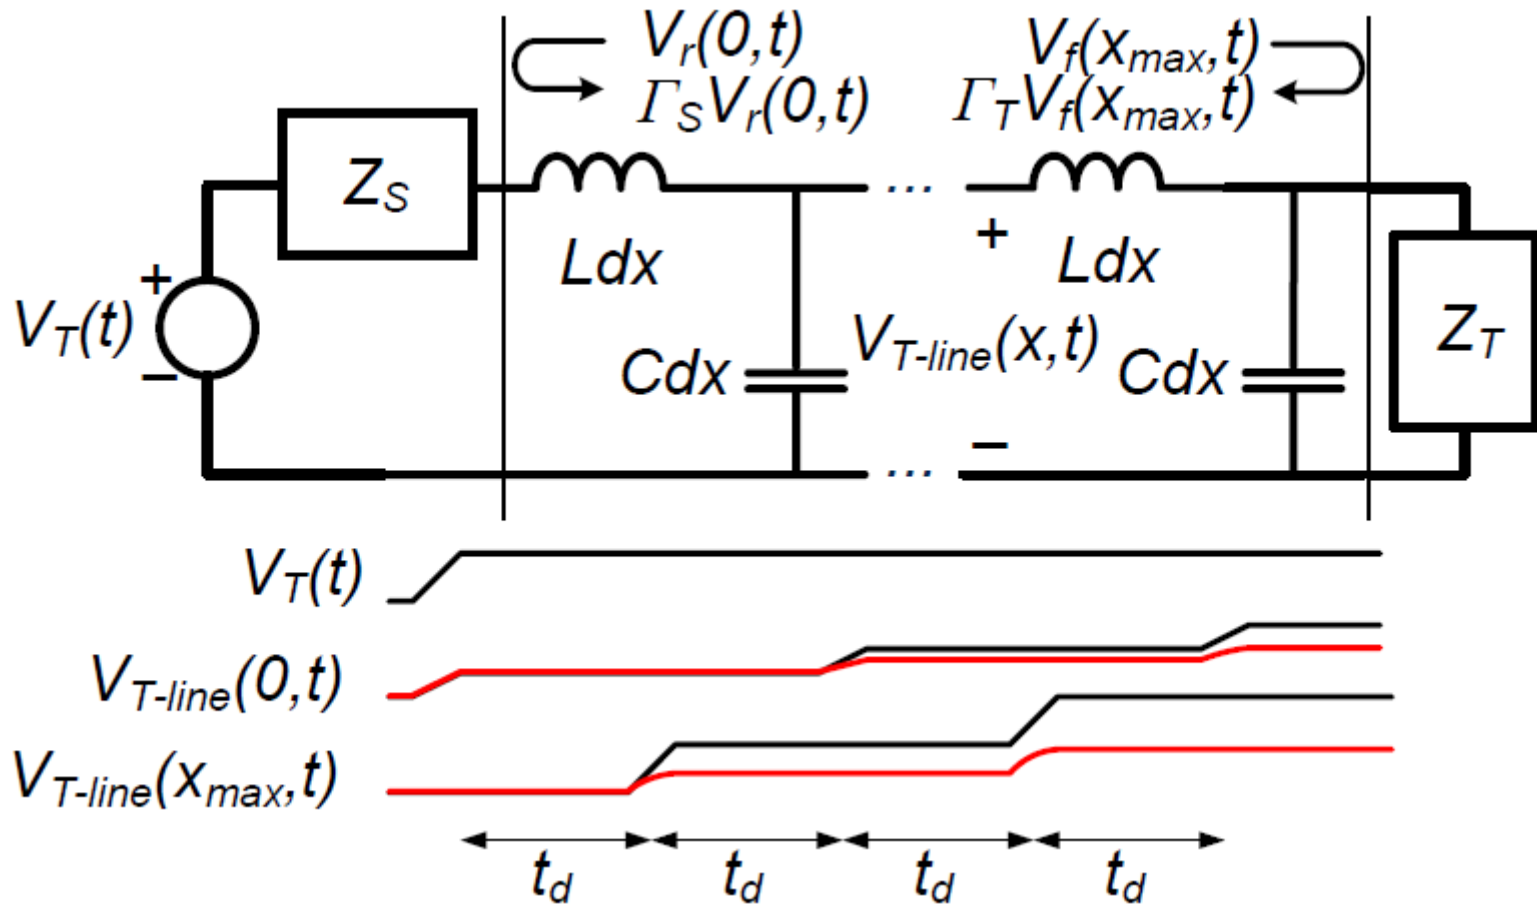 V_r(0,t) V_f(x_max,t)
Γ_S V_r(0,t) Γ_T V_f(x_max,t)
Z_S ...
+ Ldx + Ldx
V_T(t) Cdx V_T-line(x,t) Cdx Z_T
− −
...
V_T(t)
V_T-line(0,t)
V_T-line(x_max,t)
t_d t_d t_d t_d